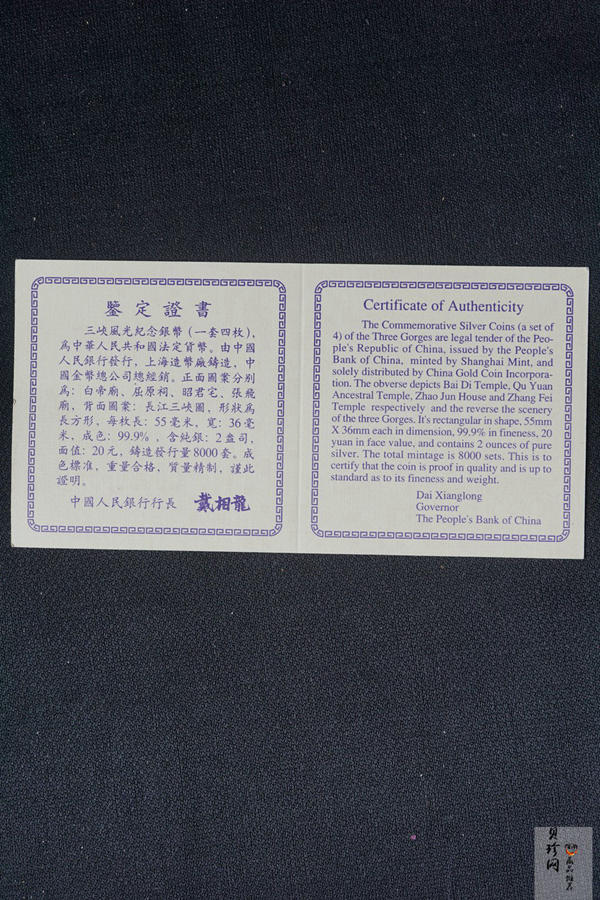 鑒定證書
三峽風光紀念銀幣(一套四枚),
爲中華人民共和國法定貨幣。由中國
人民銀行發行,上海造幣廠鑄造,中
國金幣總公司總經銷。正面圖案分别
爲:白帝廟、屈原祠、昭君宅、張飛
廟,背面圖案:長江三峽圖,形狀爲
長方形,每枚長:55毫米,寬:36毫
米,成色:99.9%,含純銀:2盎司,
面值:20元,鑄造發行量8000套。成
色標准,重量合格,質量精制,謹此
證明。
中國人民銀行行長 戴相龍
Certificate of Authenticity
The Commemorative Silver Coins (a set of
4) of the Three Gorges are legal tender of the Peo-
ple's Republic of China, issued by the People's
Bank of China, minted by Shanghai Mint, and
solely distributed by China Gold Coin Incorpora-
tion. The obverse depicts Bai Di Temple, Qu Yuan
Ancestral Temple, Zhao Jun House and Zhang Fei
Temple respectively and the reverse the scenery
of the three Gorges. It's rectangular in shape, 55mm
X 36mm each in dimension, 99.9% in fineness, 20
yuan in face value, and contains 2 ounces of pure
silver. The total mintage is 8000 sets. This is to
certify that the coin is proof in quality and is up to
standard as to its fineness and weight.
Dai Xianglong
Governor
The People's Bank of China
贝珍网